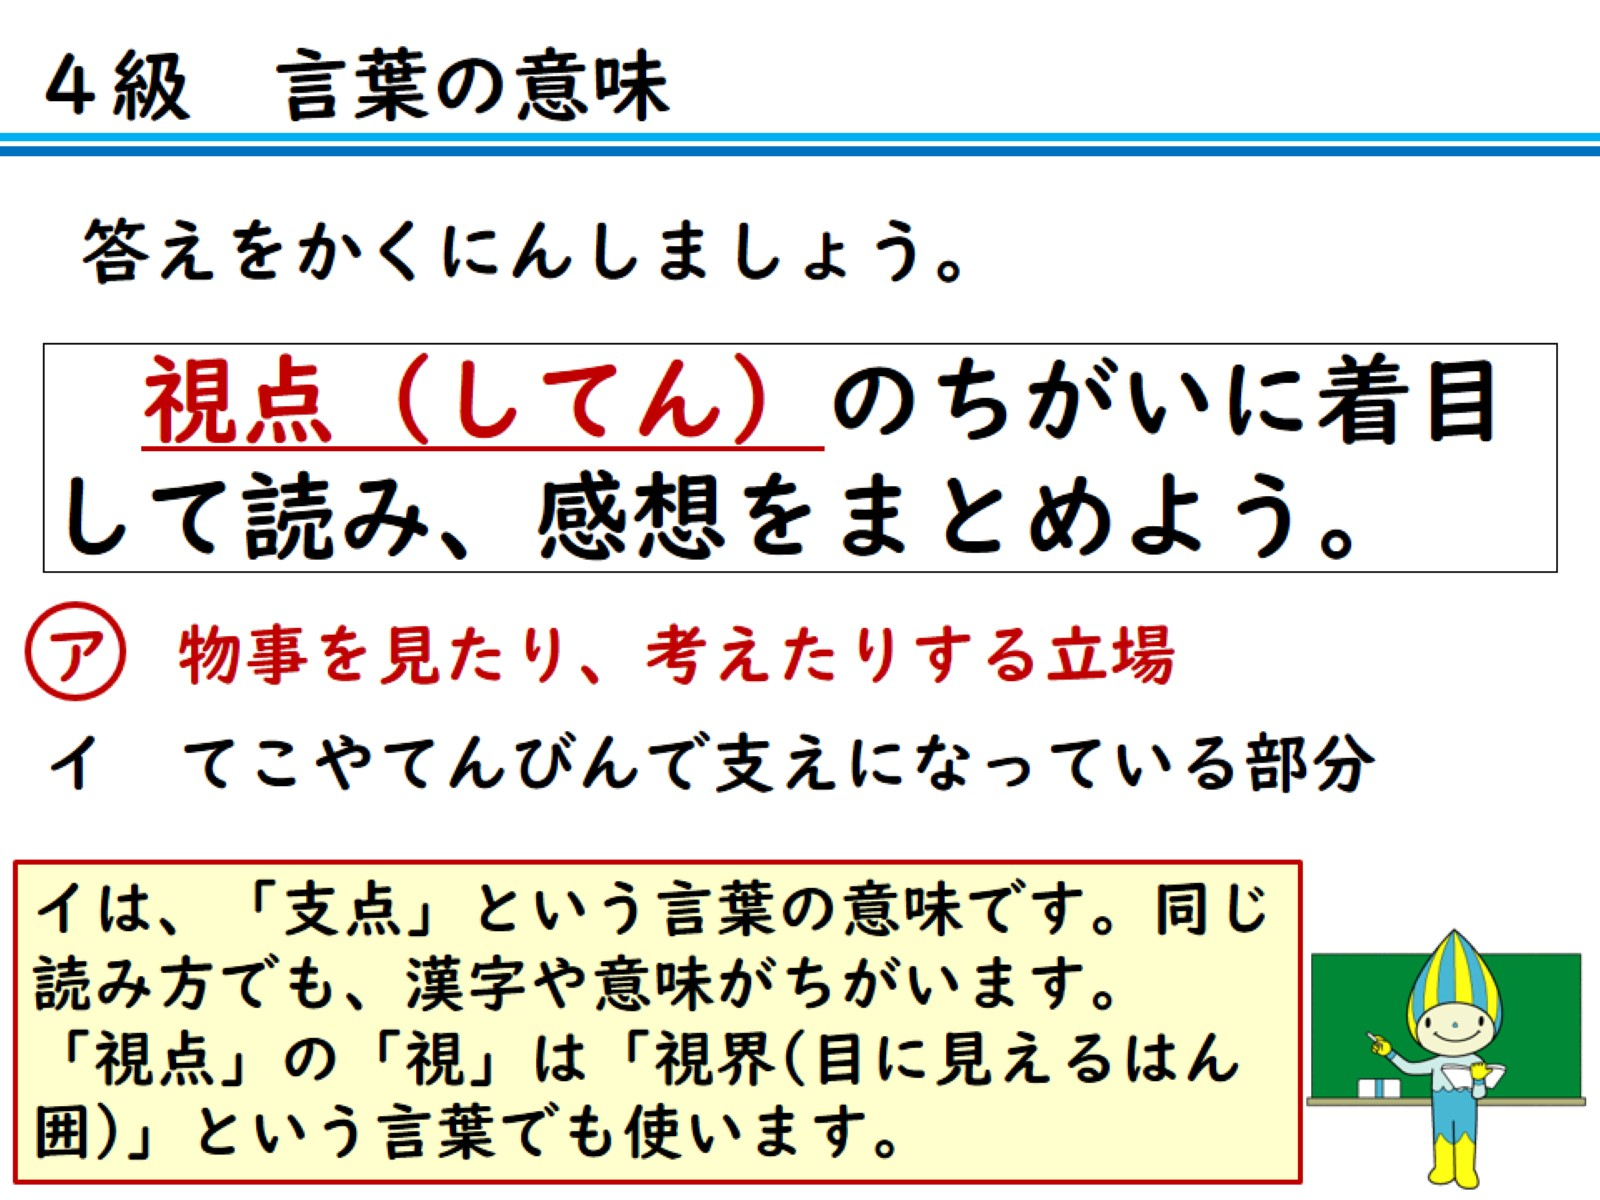 ４級　言葉の意味
答えをかくにんしましょう。
視点（してん）のちがいに着目
して読み、感想をまとめよう。
ア　物事を見たり、考えたりする立場
イ　てこやてんびんで支えになっている部分
イは、「支点」という言葉の意味です。同じ
読み方でも、漢字や意味がちがいます。
「視点」の「視」は「視界(目に見えるはん
囲)」という言葉でも使います。